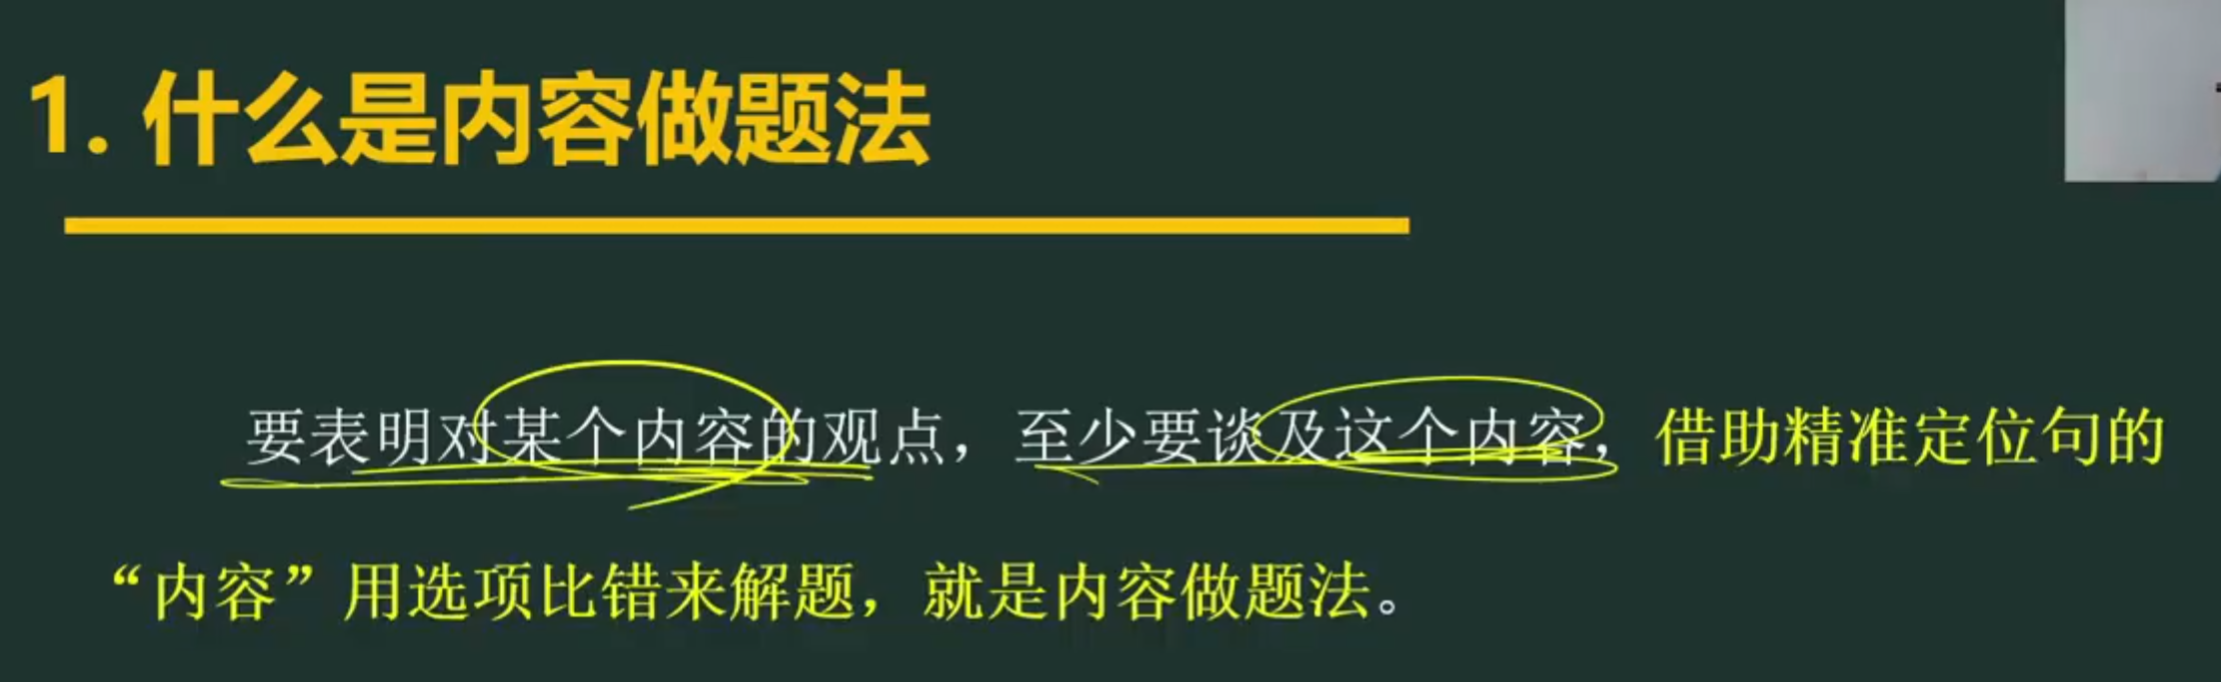 1. 什么是内容做题法
要表明对某个内容的观点，至少要谈及这个内容，借助精准定位句的
“内容”用选项比错来解题，就是内容做题法。